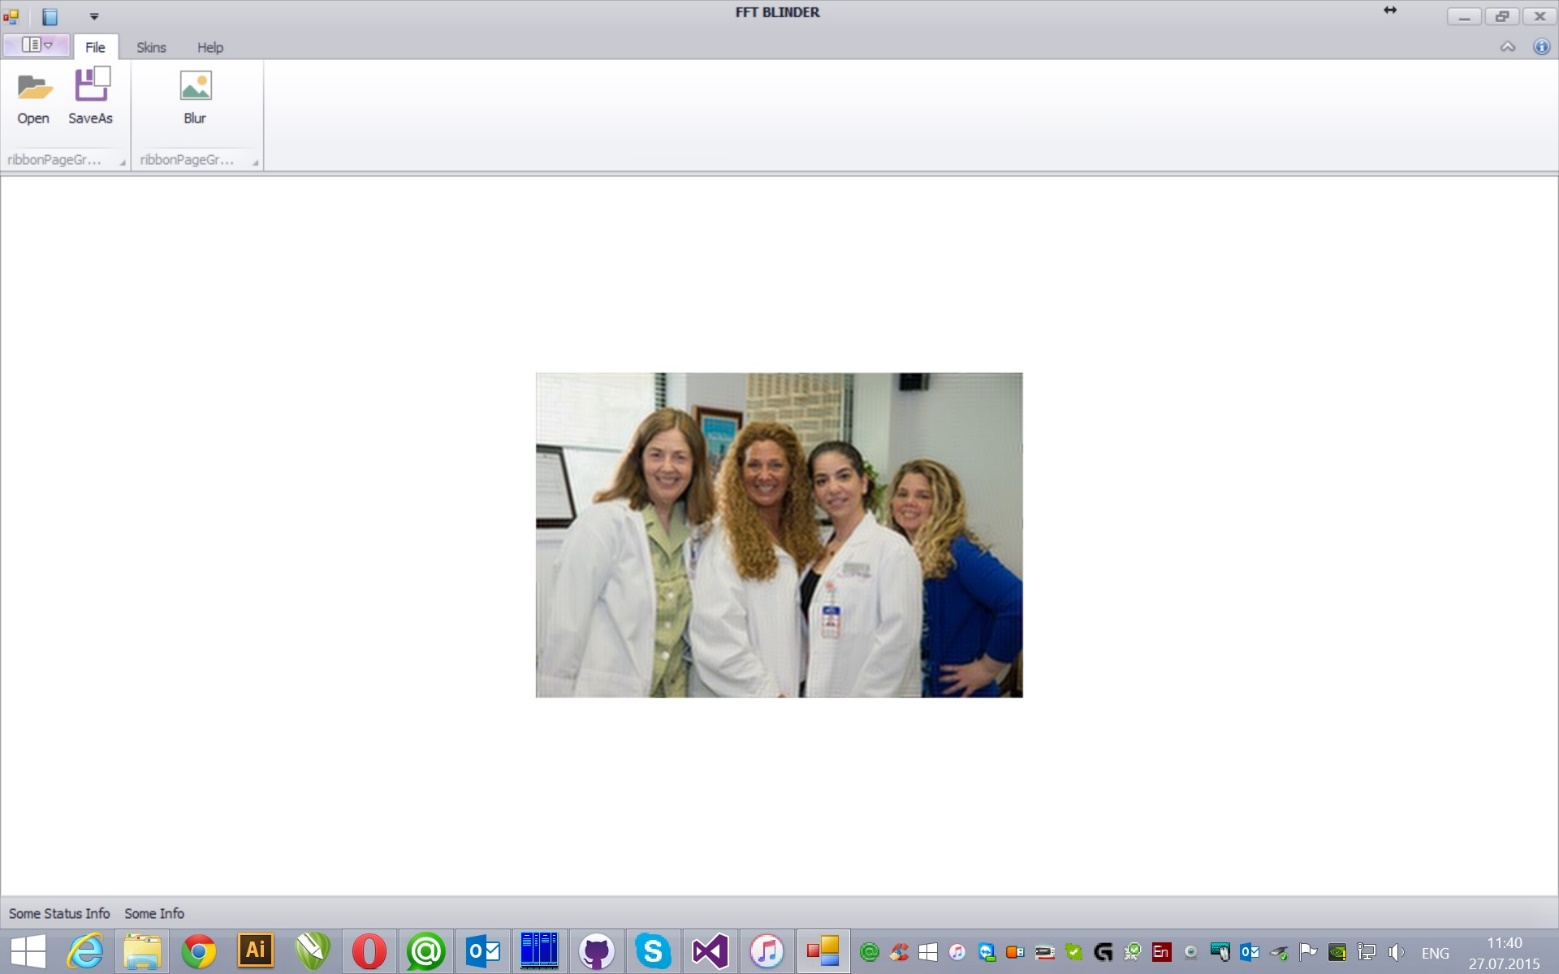 FFT BLINDER
File Skins Help
Open SaveAs Blur
ribbonPageGr... ribbonPageGr...
Some Status Info Some Info
Ai
En
ENG
11:40
27.07.2015